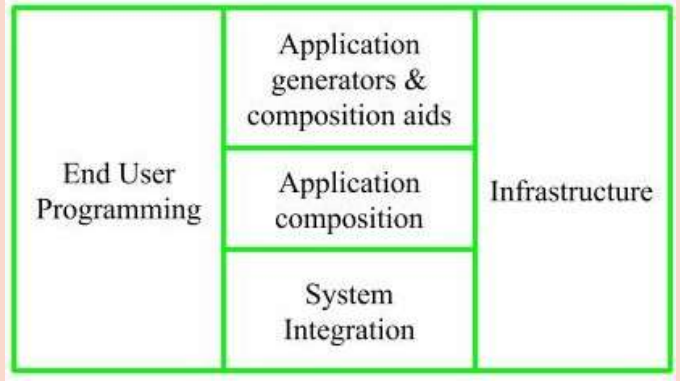 End User
Programming
Application
generators &
composition aids
Application
composition
System
Integration
Infrastructure